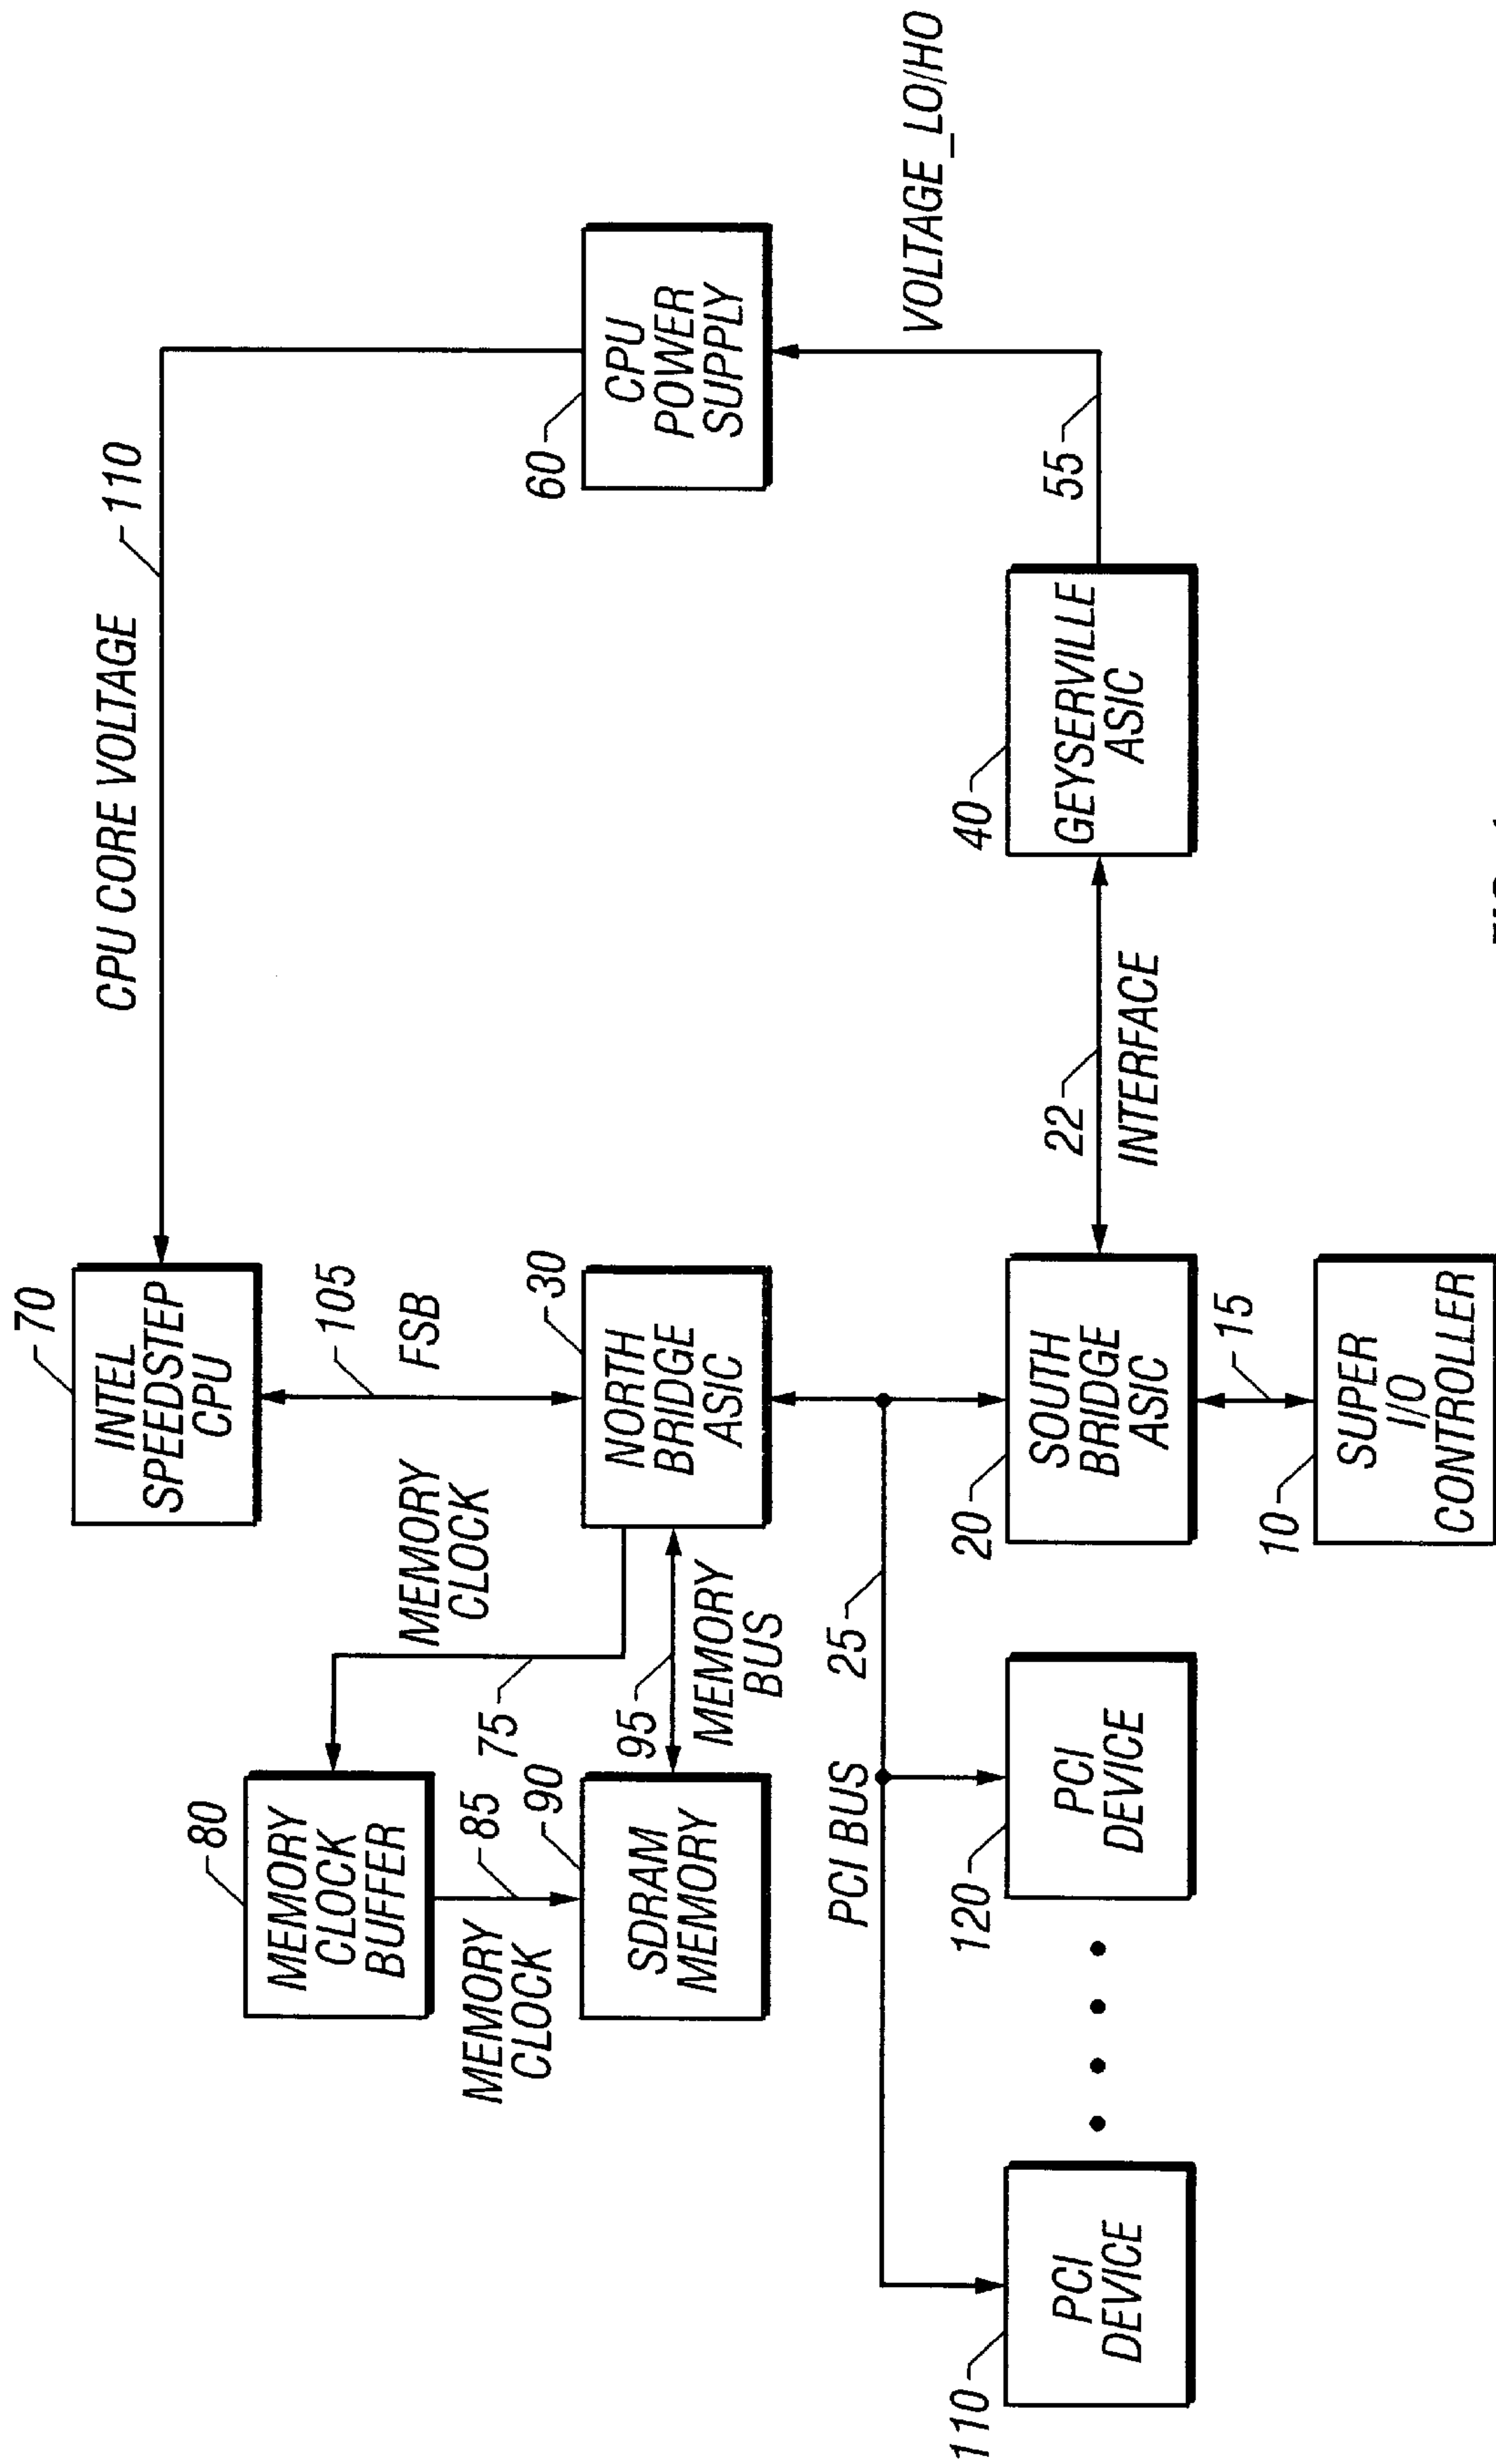 70
INTEL
SPEEDSTEP
CPU
CPU CORE VOLTAGE
110
80
MEMORY
CLOCK
BUFFER
105
FSB
MEMORY
CLOCK
MEMORY
CLOCK
85
75
90
SDRAM
MEMORY
95
MEMORY
BUS
30
NORTH
BRIDGE
ASIC
60
CPU
POWER
SUPPLY
PCI BUS
25
VOLTAGE_LO/HO
110
PCI
DEVICE
120
PCI
DEVICE
20
SOUTH
BRIDGE
ASIC
22
INTERFACE
40
GEYSERVILLE
ASIC
55
15
10
SUPER
I/O
CONTROLLER